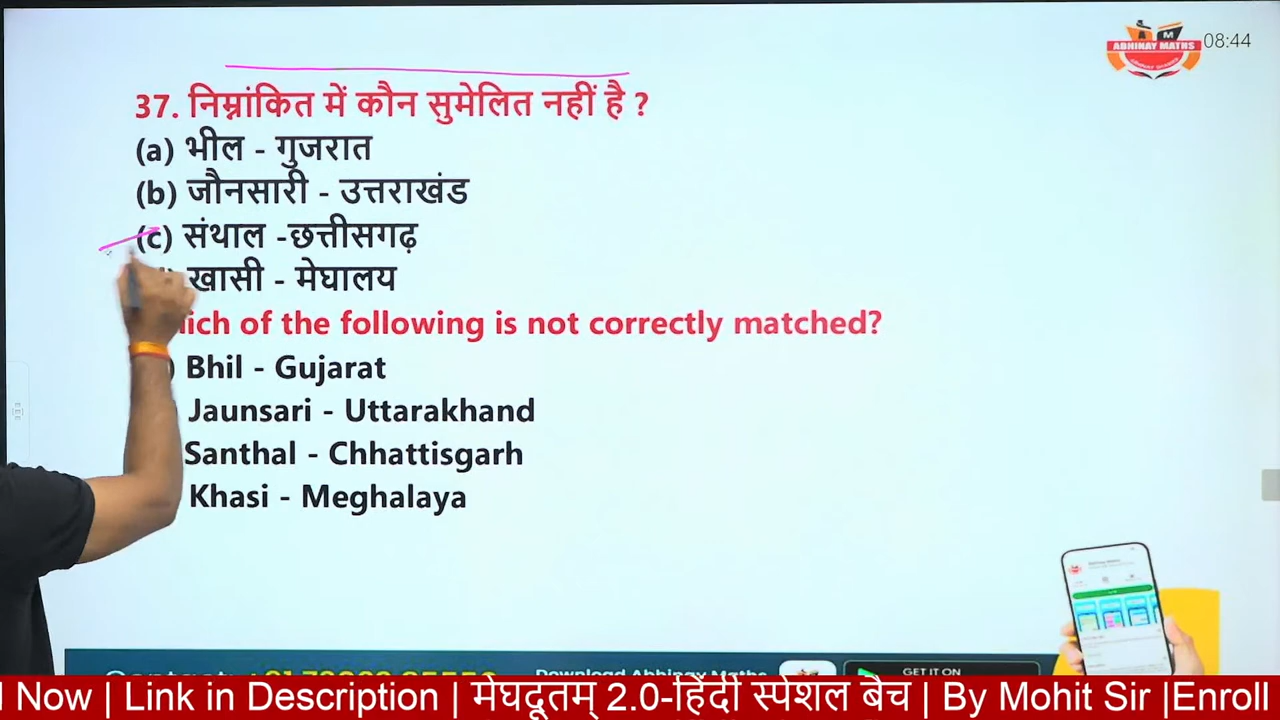 ABHINAY MATHS
08:44
37. निम्नांकित में कौन सुमेलित नहीं है ?
(a) भील - गुजरात
(b) जौनसारी - उत्तराखंड
(c) संथाल -छत्तीसगढ़
खासी - मेघालय
of the following is not correctly matched?
Bhil - Gujarat
Jaunsari - Uttarakhand
Santhal - Chhattisgarh
Khasi - Meghalaya
Download Abhinay Maths
GET IT ON
Now | Link in Description | मेघदूतम् 2.0-हिंदी स्पेशल बैच | By Mohit Sir |Enroll